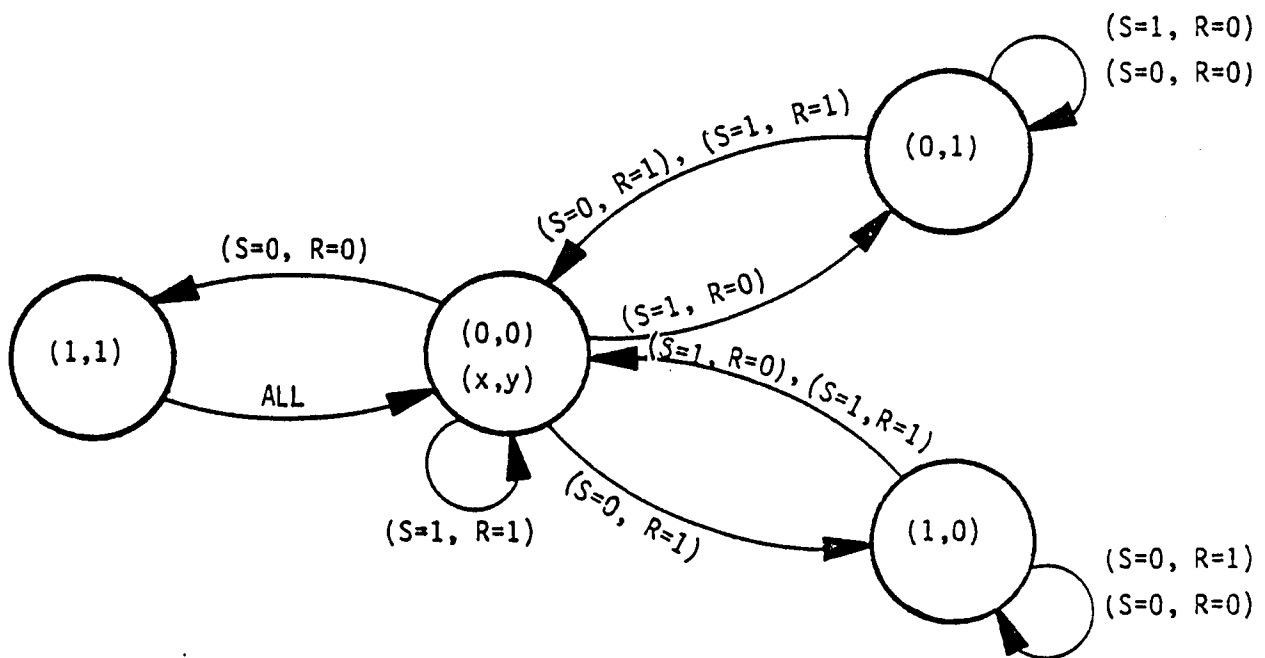 (S=1, R=0)
(S=0, R=0)
(0,1)
(S=0, R=1), (S=1, R=1)
(S=0, R=0)
(S=1, R=0)
(1,1)
(0,0)
(x,y)
(S=1, R=0), (S=1,R=1)
ALL
(S=0, R=1)
(S=1, R=1)
(1,0)
(S=0, R=1)
(S=0, R=0)